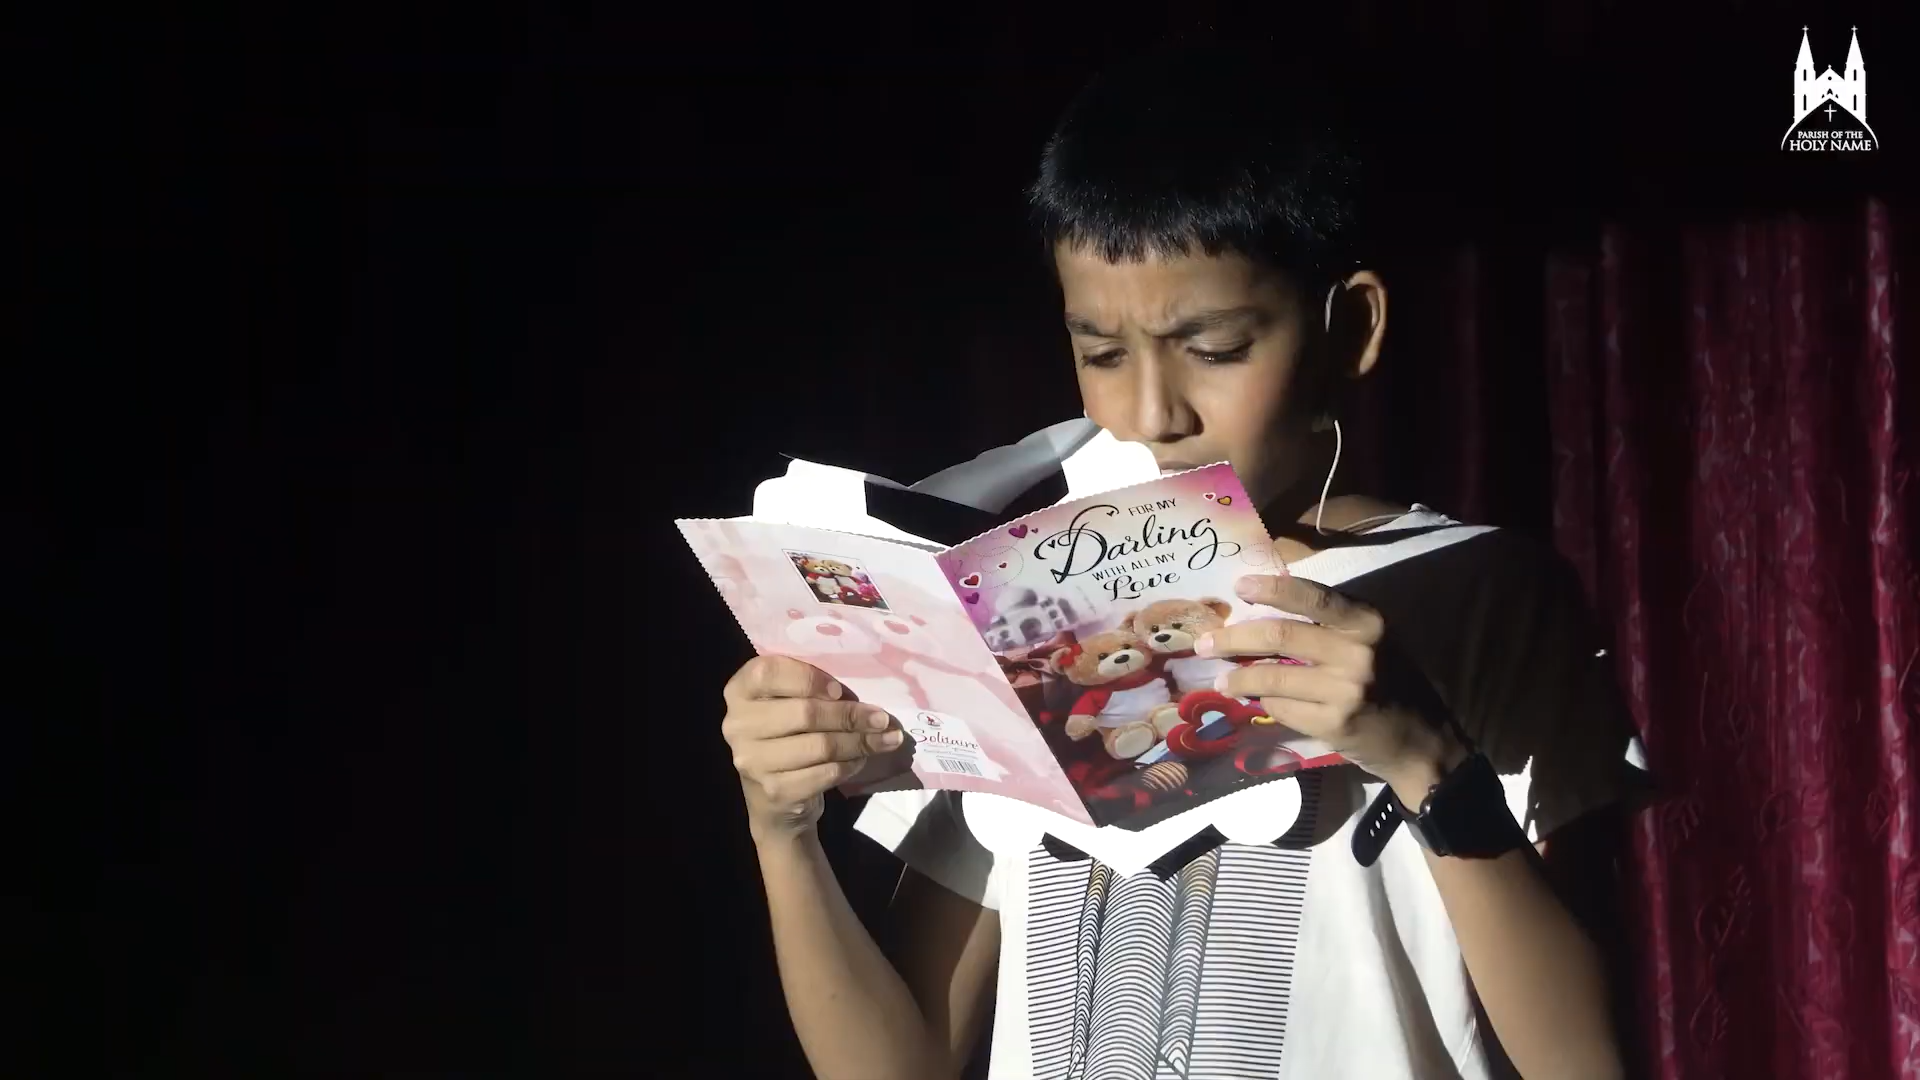 PARISH OF THE
HOLY NAME
FOR MY
Darling
WITH ALL MY
Love
Solitaire